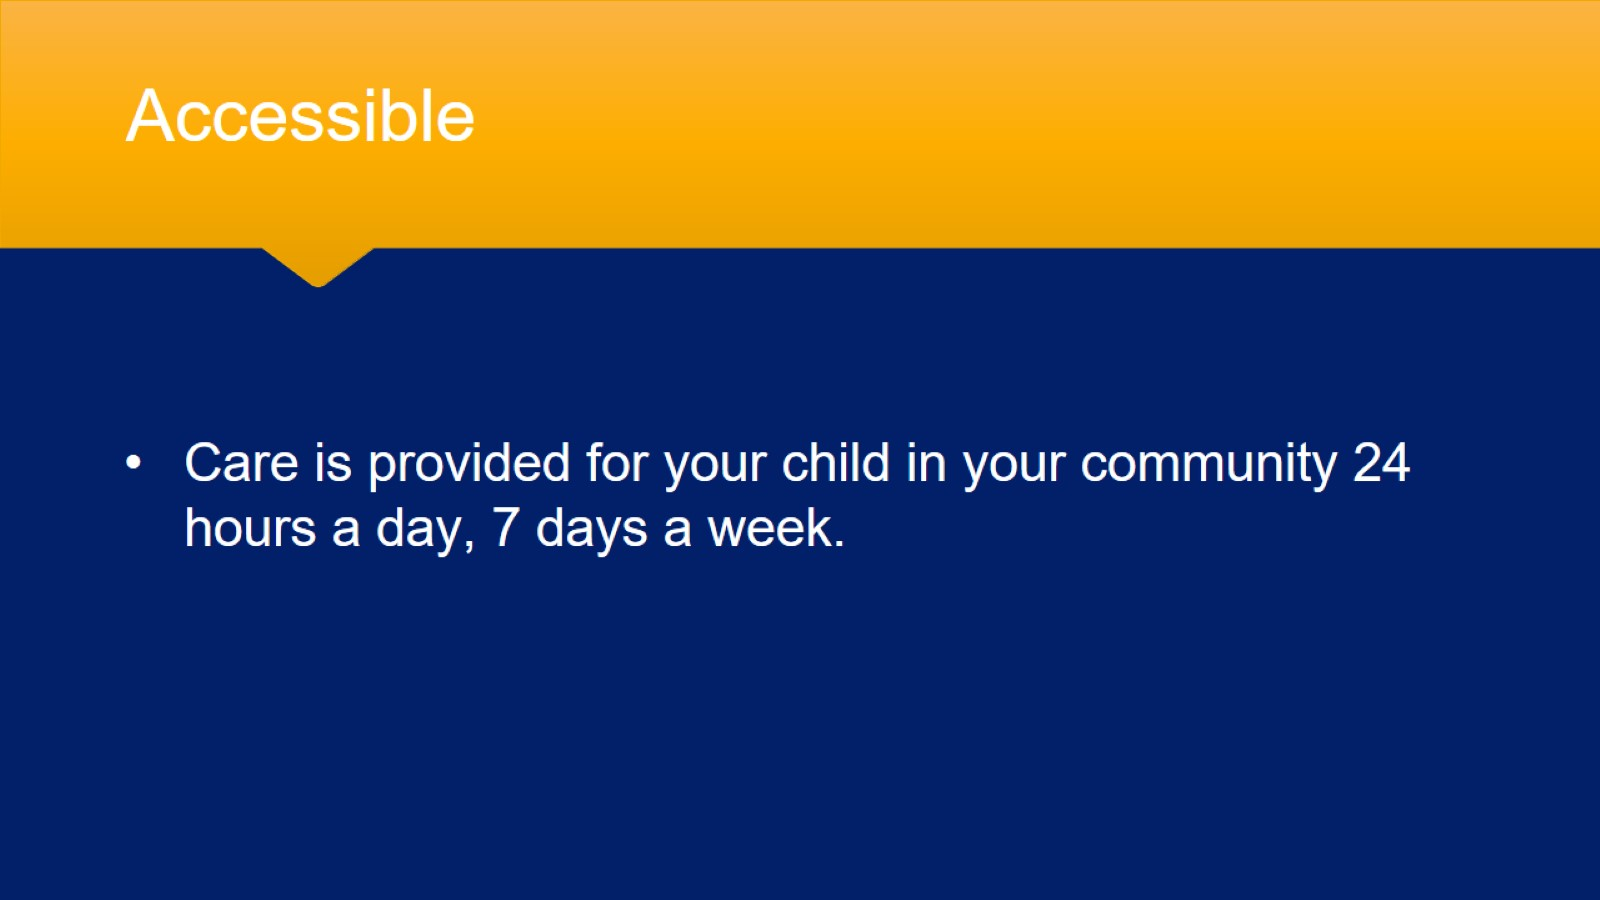 Accessible
• Care is provided for your child in your community 24
hours a day, 7 days a week.